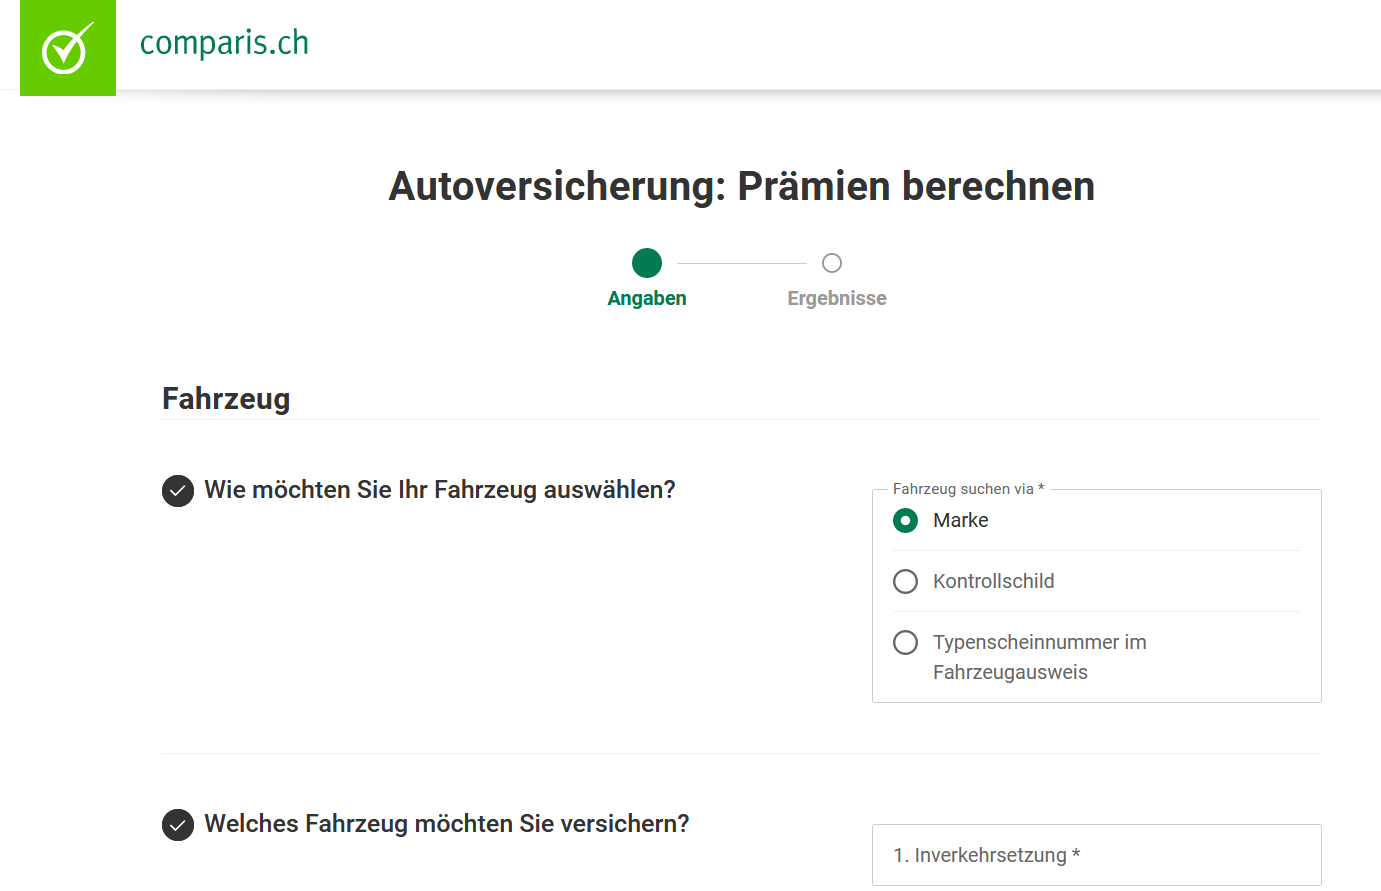 comparis.ch
Autoversicherung: Prämien berechnen
Angaben
Ergebnisse
Fahrzeug
Wie möchten Sie Ihr Fahrzeug auswählen?
Fahrzeug suchen via *
Marke
Kontrollschild
Typenscheinnummer im
Fahrzeugausweis
Welches Fahrzeug möchten Sie versichern?
1. Inverkehrsetzung *